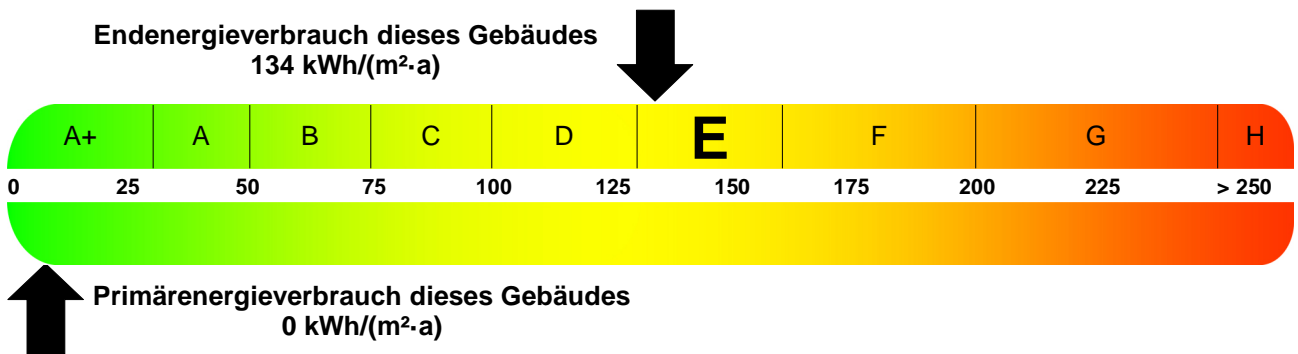 Endenergieverbrauch dieses Gebäudes
134 kWh/(m²·a)
A+ A B C D E F G H
0 25 50 75 100 125 150 175 200 225 > 250
Primärenergieverbrauch dieses Gebäudes
0 kWh/(m²·a)